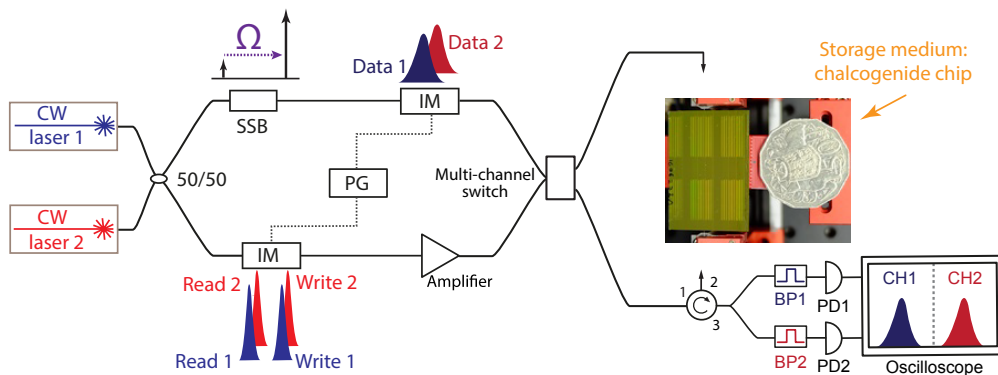 Ω
Data 2
Data 1
Storage medium:
chalcogenide chip
CW
laser 1
SSB
IM
50/50
PG
Multi-channel
switch
CW
laser 2
IM
Amplifier
Read 2
Write 2
Read 1
Write 1
1
2
3
BP1
PD1
BP2
PD2
CH1
CH2
Oscilloscope